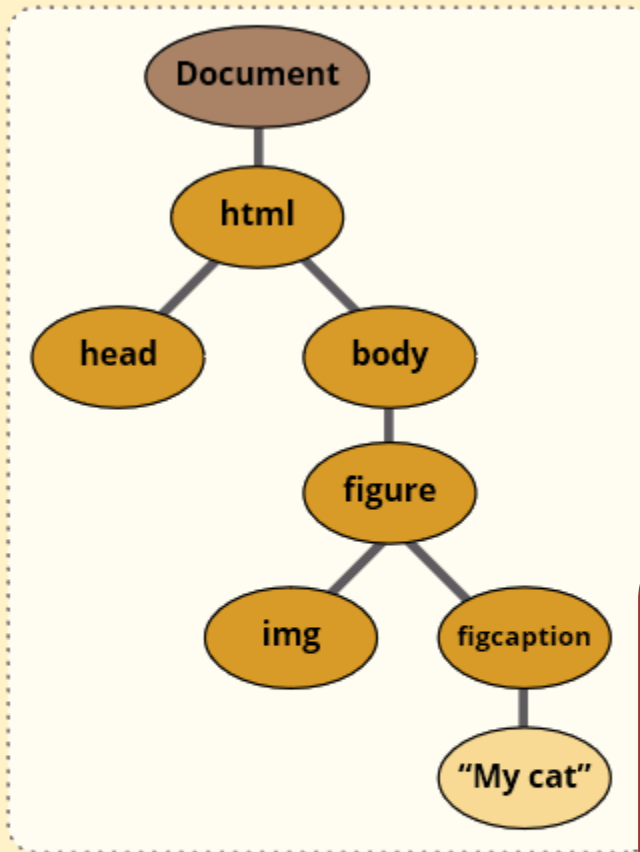 Document
html
head
body
figure
img
figcaption
“My cat”